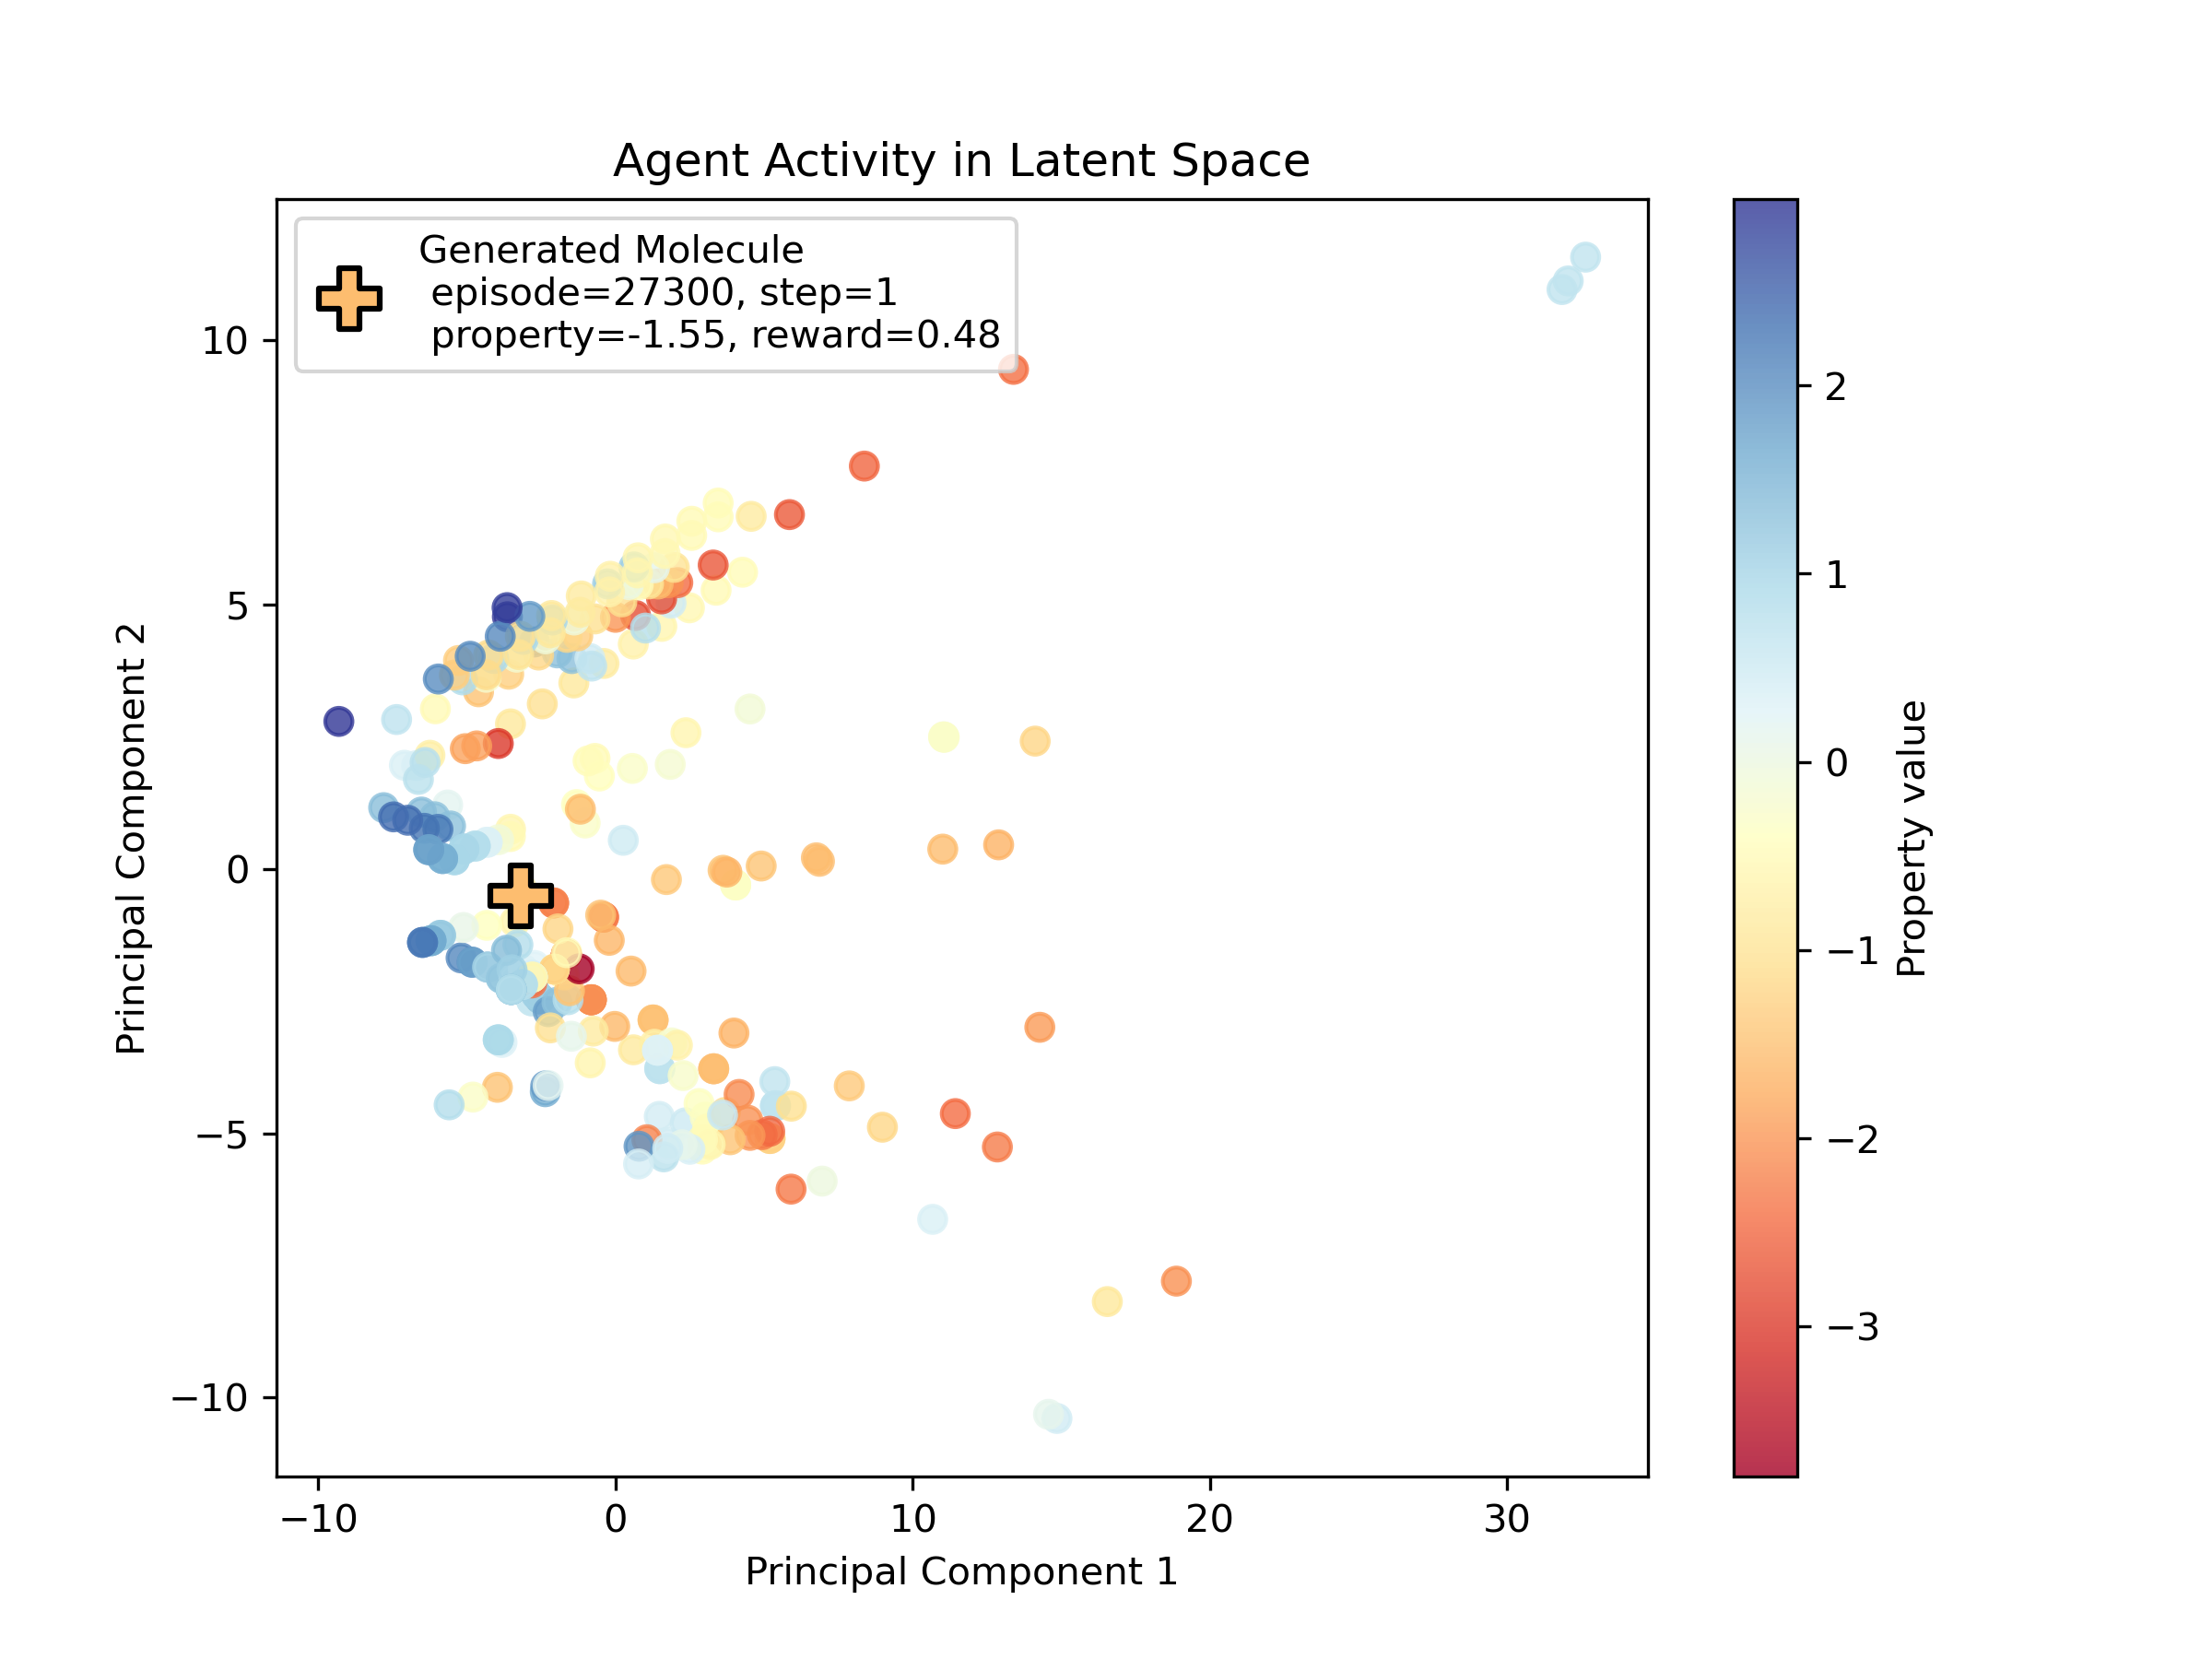 Agent Activity in Latent Space
Generated Molecule
episode=27300, step=1
property=-1.55, reward=0.48
10
5
0
−5
−10
Principal Component 2
−10
0
10
20
30
Principal Component 1
2
1
0
−1
−2
−3
Property value